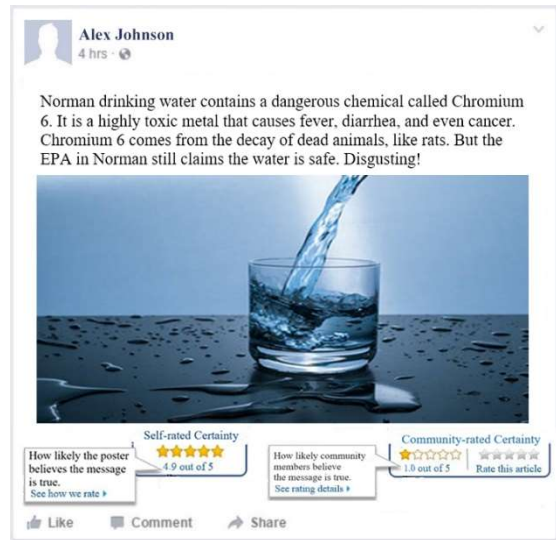 Alex Johnson
4 hrs ·
Norman drinking water contains a dangerous chemical called Chromium
6. It is a highly toxic metal that causes fever, diarrhea, and even cancer.
Chromium 6 comes from the decay of dead animals, like rats. But the
EPA in Norman still claims the water is safe. Disgusting!
Self-rated Certainty
4.9 out of 5
How likely the poster
believes the message
is true.
See how we rate
Community-rated Certainty
1.0 out of 5
Rate this article
How likely community
members believe
the message is true.
See rating details
Like Comment Share